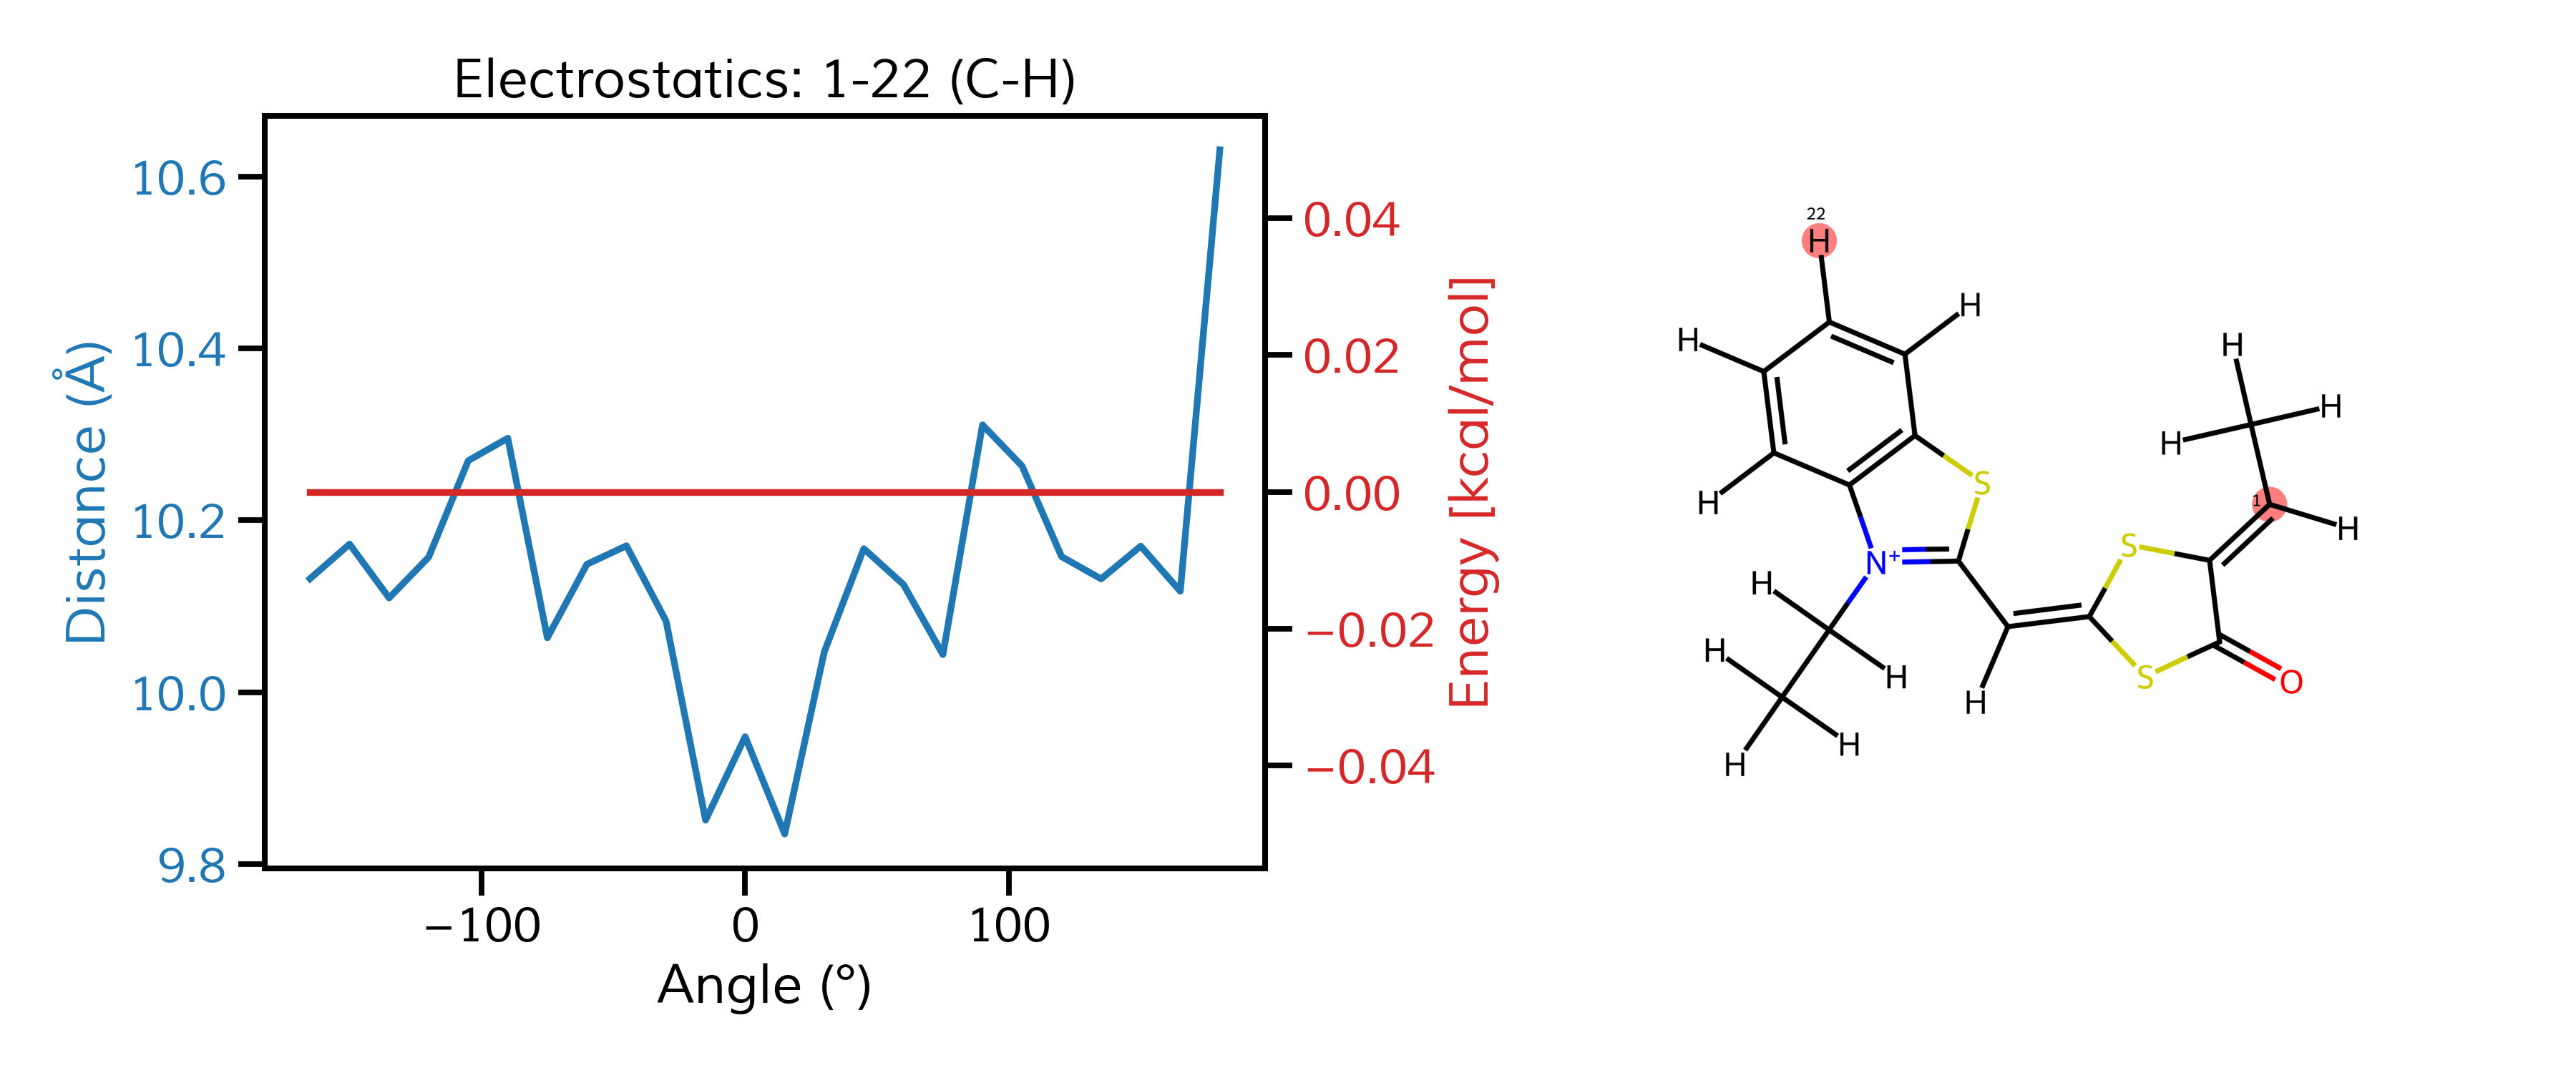 Electrostatics: 1-22 (C-H)
10.6
10.4
10.2
10.0
9.8
Distance (Å)
−100
0
100
Angle (°)
0.04
0.02
0.00
−0.02
−0.04
Energy [kcal/mol]
22
H
H
H
H
H
H
H
S
1
H
S
N+
H
H
S
H
O
H
H
H